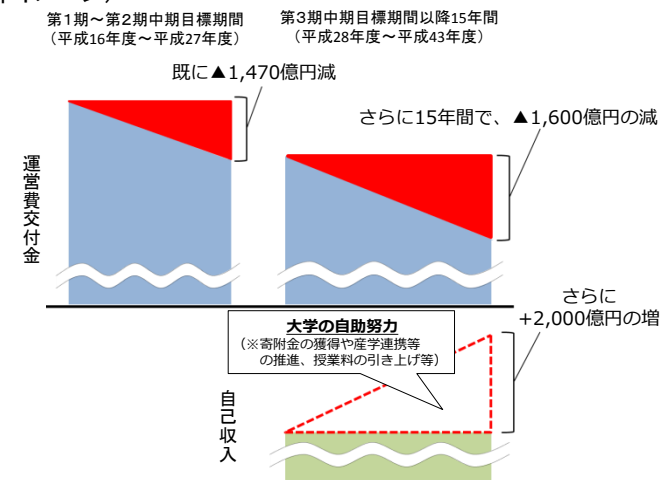 第1期～第2期中期目標期間
（平成16年度～平成27年度）
第3期中期目標期間以降15年間
（平成28年度～平成43年度）
既に▲1,470億円減
さらに15年間で、▲1,600億円の減
運営費交付金
さらに
+2,000億円の増
大学の自助努力
（※寄附金の獲得や産学連携等
の推進、授業料の引き上げ等）
自己収入